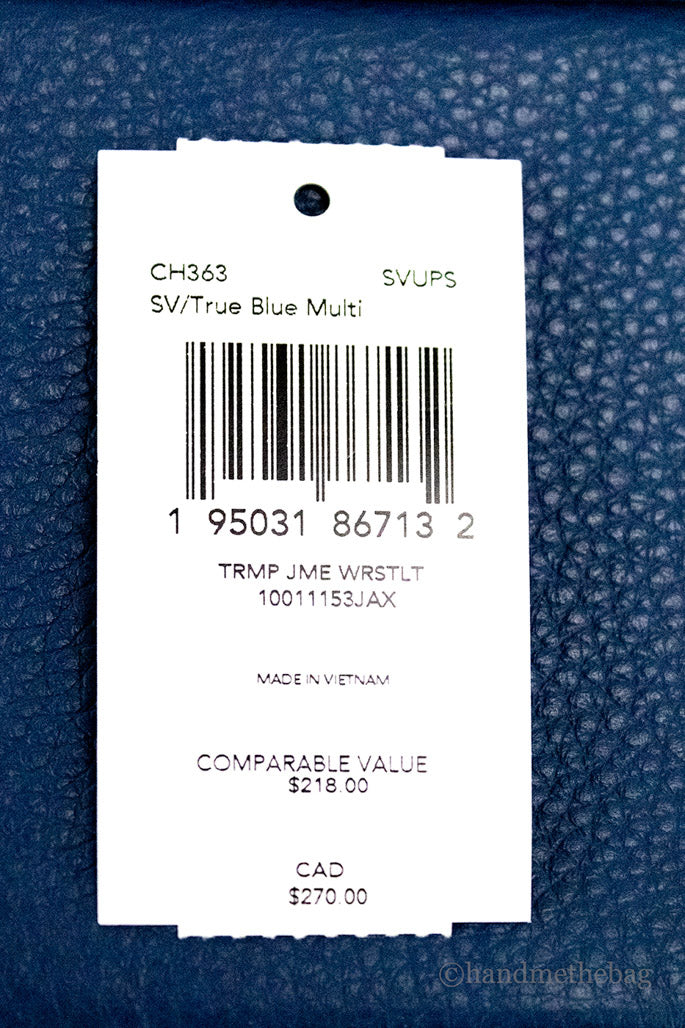 CH363 SVUPS
SV/True Blue Multi
1 95031 86713 2
TRMP JME WRSTLT
10011153JAX
MADE IN VIETNAM
COMPARABLE VALUE
$218.00
CAD
$270.00
©handmethebag